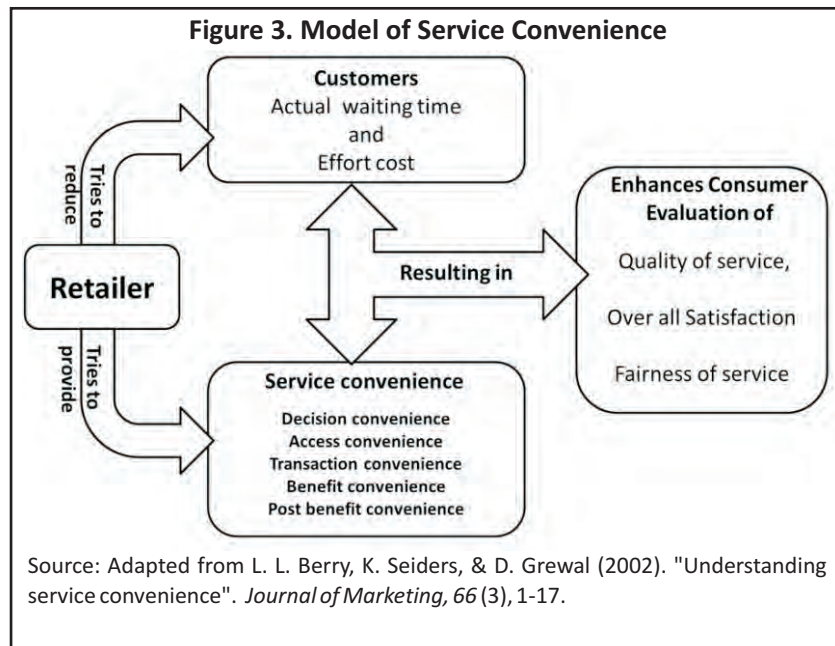 Figure 3. Model of Service Convenience
Customers
Actual waiting time
and
Effort cost
Tries to
reduce
Retailer
Tries to
provide
Resulting in
Service convenience
Decision convenience
Access convenience
Transaction convenience
Benefit convenience
Post benefit convenience
Enhances Consumer
Evaluation of
Quality of service,
Over all Satisfaction
Fairness of service
Source: Adapted from L. L. Berry, K. Seiders, & D. Grewal (2002). "Understanding
service convenience". Journal of Marketing, 66 (3), 1-17.